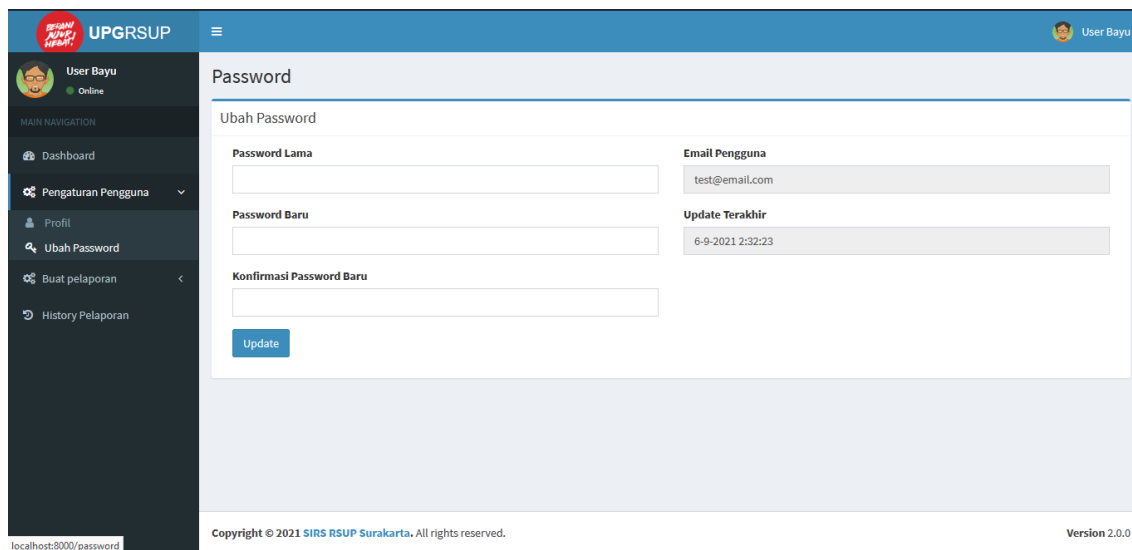 BERANI
JUJUR!
HEBAT!
UPGRSUP
User Bayu
User Bayu
Online
MAIN NAVIGATION
Dashboard
Pengaturan Pengguna
Profil
Ubah Password
Buat pelaporan
History Pelaporan
Password
Ubah Password
Password Lama
Password Baru
Konfirmasi Password Baru
Update
Email Pengguna
test@email.com
Update Terakhir
6-9-2021 2:32:23
Copyright © 2021 SIRS RSUP Surakarta. All rights reserved.
Version 2.0.0
localhost:8000/password